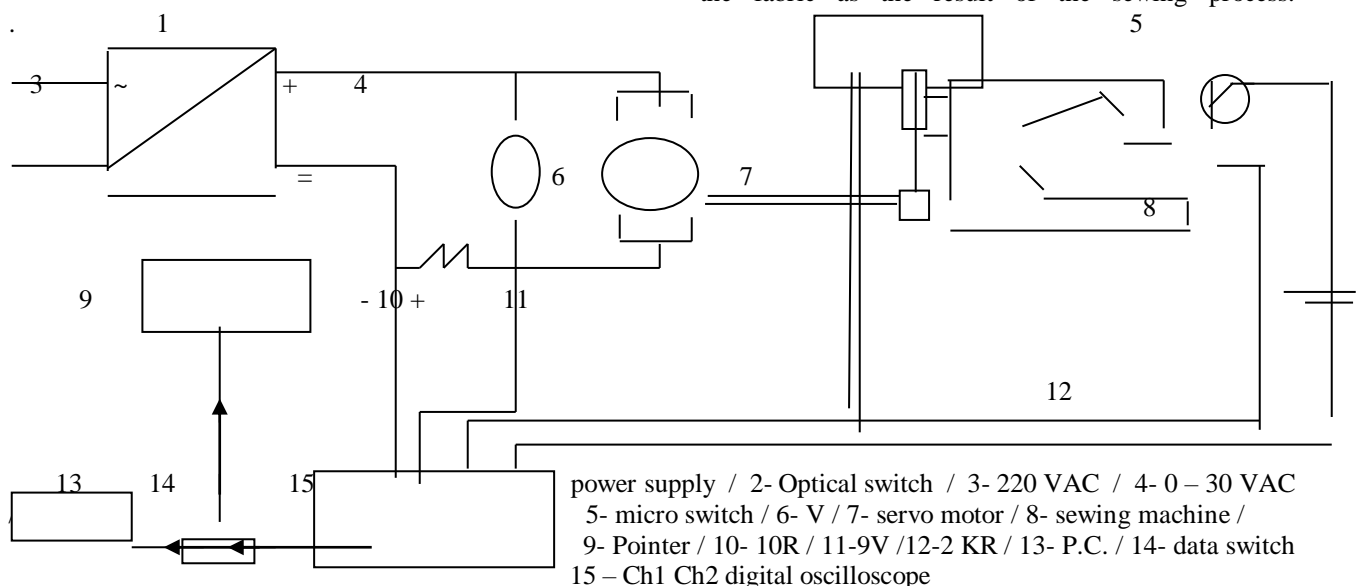 the fabric as the result of the sewing process.
. 1 5
3 ~ + 4
6 7
=
8
9 - 10 + 11
12
13 14 15
power supply / 2- Optical switch / 3- 220 VAC / 4- 0 – 30 VAC
/
5- micro switch / 6- V / 7- servo motor / 8- sewing machine /
9- Pointer / 10- 10R / 11-9V /12-2 KR / 13- P.C. / 14- data switch
15 – Ch1 Ch2 digital oscilloscope